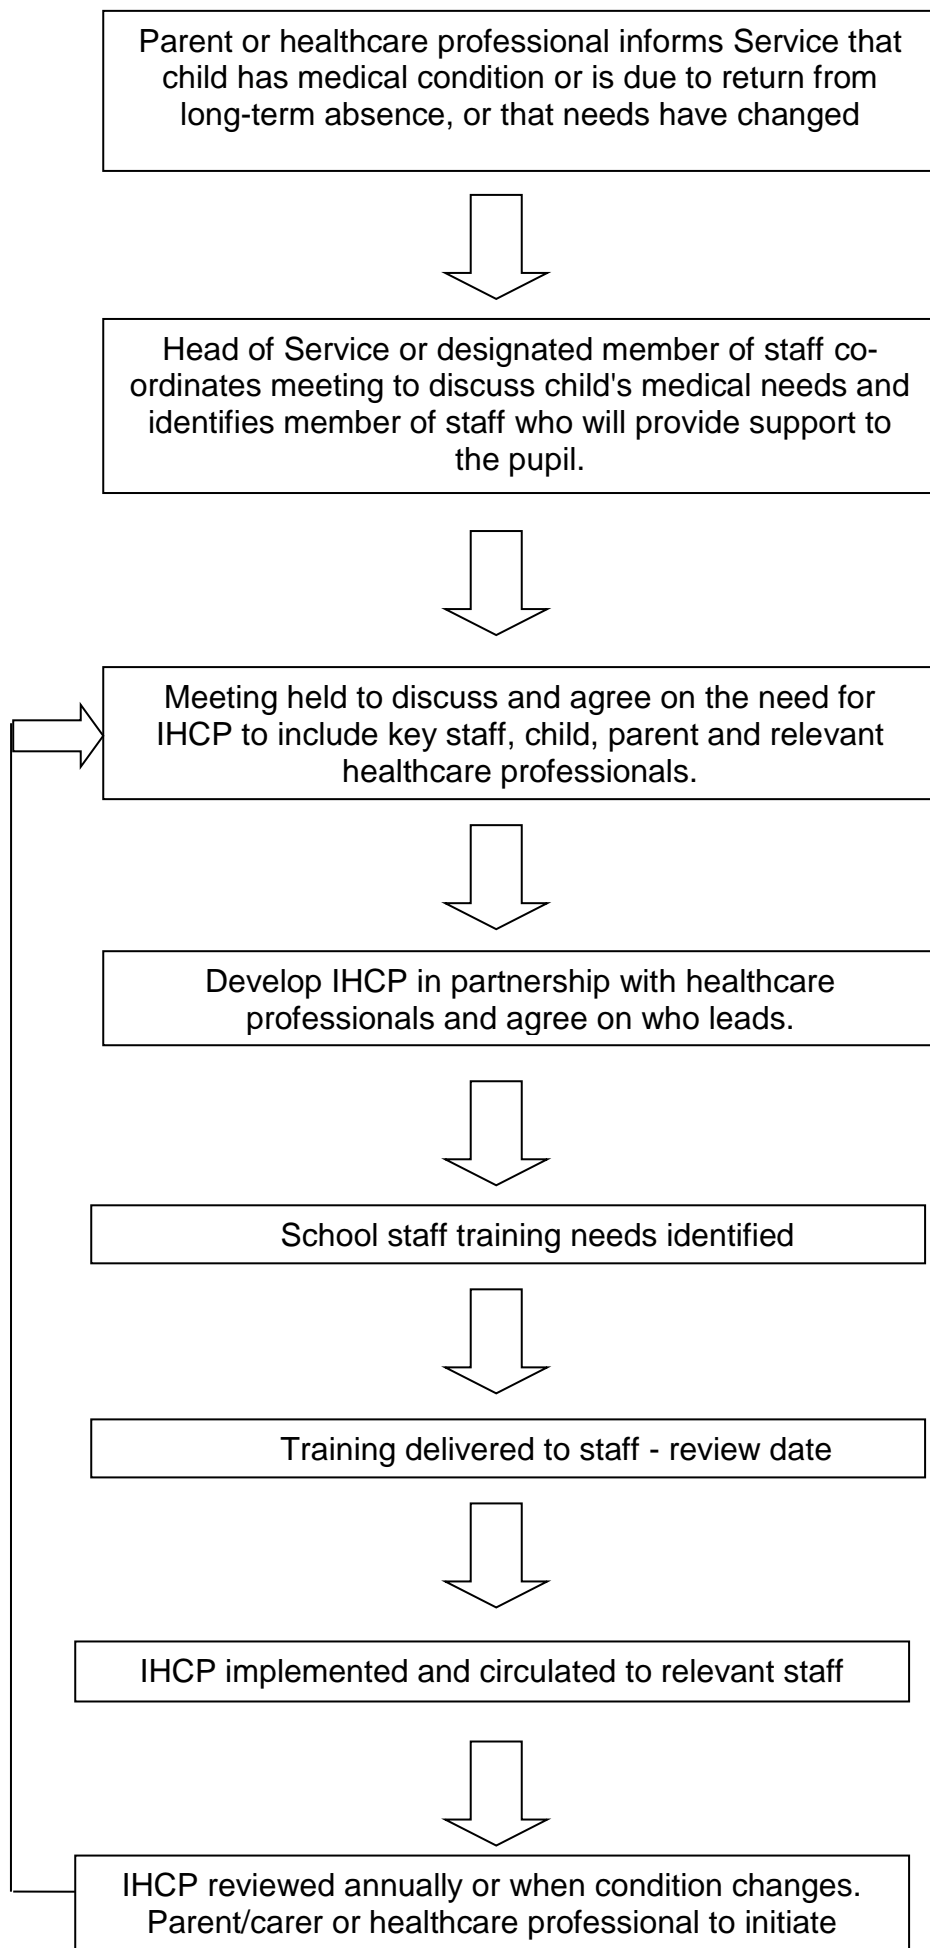 Parent or healthcare professional informs Service that
child has medical condition or is due to return from
long-term absence, or that needs have changed
Head of Service or designated member of staff co-
ordinates meeting to discuss child's medical needs and
identifies member of staff who will provide support to
the pupil.
Meeting held to discuss and agree on the need for
IHCP to include key staff, child, parent and relevant
healthcare professionals.
Develop IHCP in partnership with healthcare
professionals and agree on who leads.
School staff training needs identified
Training delivered to staff - review date
IHCP implemented and circulated to relevant staff
IHCP reviewed annually or when condition changes.
Parent/carer or healthcare professional to initiate